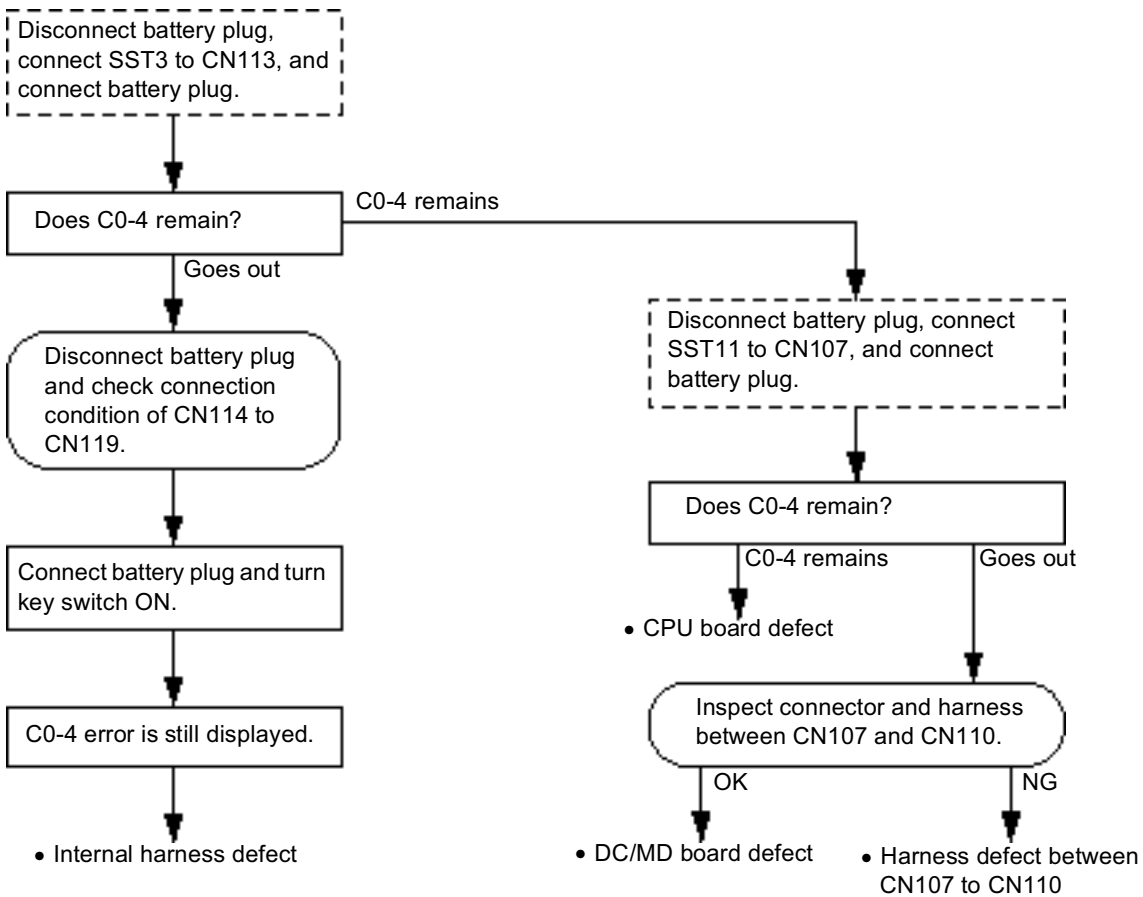 Disconnect battery plug,
connect SST3 to CN113, and
connect battery plug.
Does C0-4 remain?
C0-4 remains
Goes out
Disconnect battery plug
and check connection
condition of CN114 to
CN119.
Connect battery plug and turn
key switch ON.
C0-4 error is still displayed.
• Internal harness defect
Disconnect battery plug, connect
SST11 to CN107, and connect
battery plug.
Does C0-4 remain?
C0-4 remains
Goes out
• CPU board defect
Inspect connector and harness
between CN107 and CN110.
OK
NG
• DC/MD board defect
• Harness defect between
CN107 to CN110